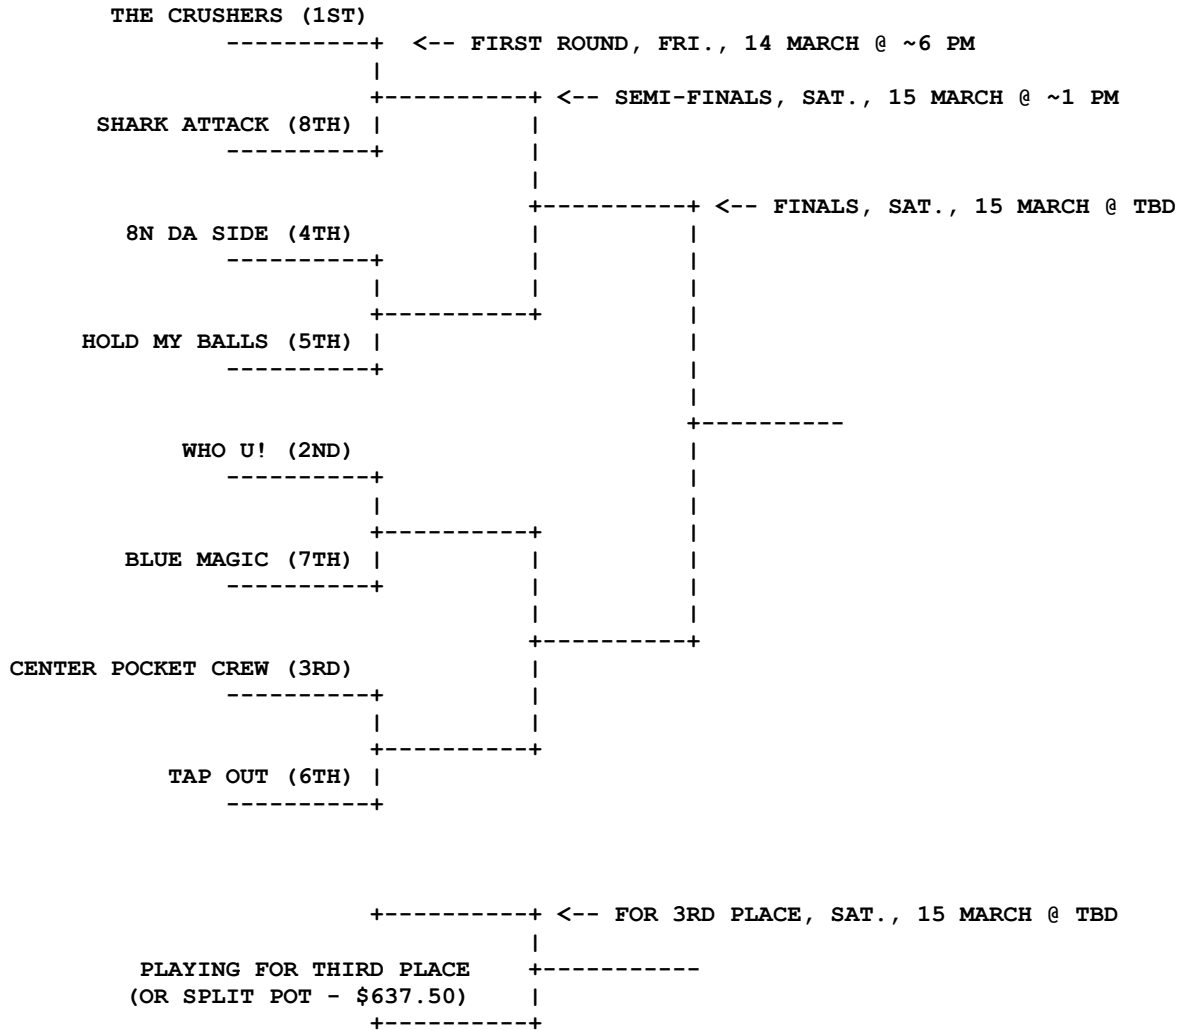 THE CRUSHERS (1ST)
<-- FIRST ROUND, FRI., 14 MARCH @ ~6 PM
<-- SEMI-FINALS, SAT., 15 MARCH @ ~1 PM
SHARK ATTACK (8TH)
<-- FINALS, SAT., 15 MARCH @ TBD
8N DA SIDE (4TH)
HOLD MY BALLS (5TH)
WHO U! (2ND)
BLUE MAGIC (7TH)
CENTER POCKET CREW (3RD)
TAP OUT (6TH)
<-- FOR 3RD PLACE, SAT., 15 MARCH @ TBD
PLAYING FOR THIRD PLACE
(OR SPLIT POT - $637.50)